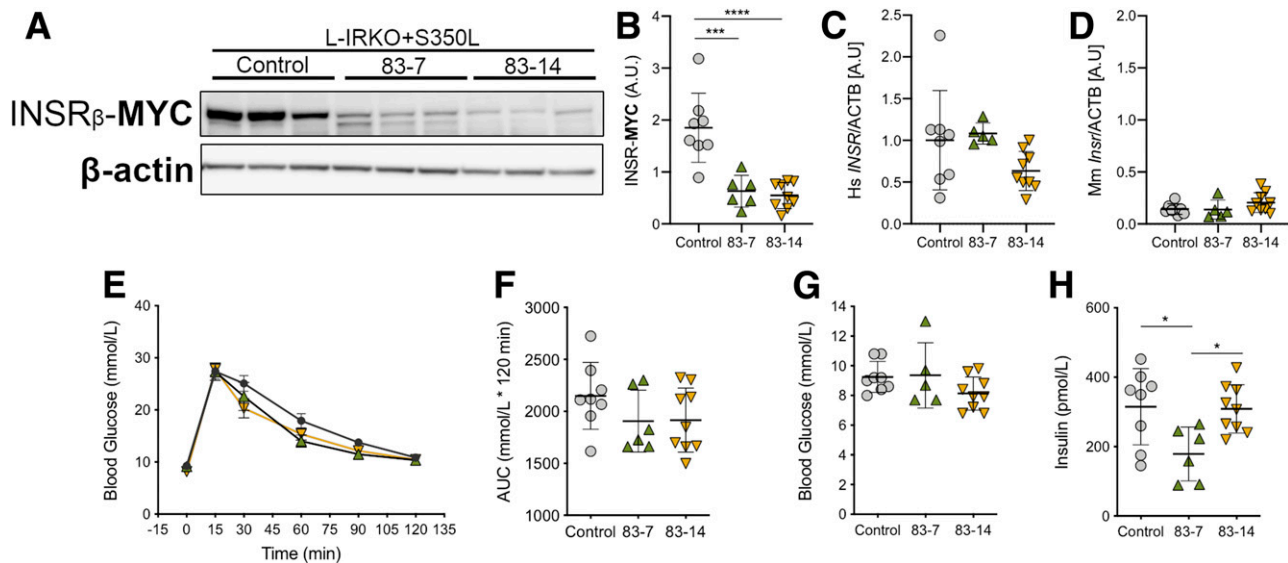 A
L-IRKO+S350L
Control 83-7 83-14
INSRβ-MYC
β-actin
B
INSR-MYC (A.U.)
4
3
2
1
0
****
***
Control 83-7 83-14
C
Hs INSR/ACTB [A.U]
2.5
2.0
1.5
1.0
0.5
0.0
Control 83-7 83-14
D
Mm Insr/ACTB [A.U]
2.0
1.5
1.0
0.5
0.0
Control 83-7 83-14
E
Blood Glucose (mmol/L)
40
30
20
10
0
-15 0 15 30 45 60 75 90 105 120 135
Time (min)
F
AUC (mmol/L * 120 min)
3000
2500
2000
1500
1000
Control 83-7 83-14
G
Blood Glucose (mmol/L)
14
12
10
8
6
4
2
0
Control 83-7 83-14
H
Insulin (pmol/L)
600
400
200
0
*
*
Control 83-7 83-14